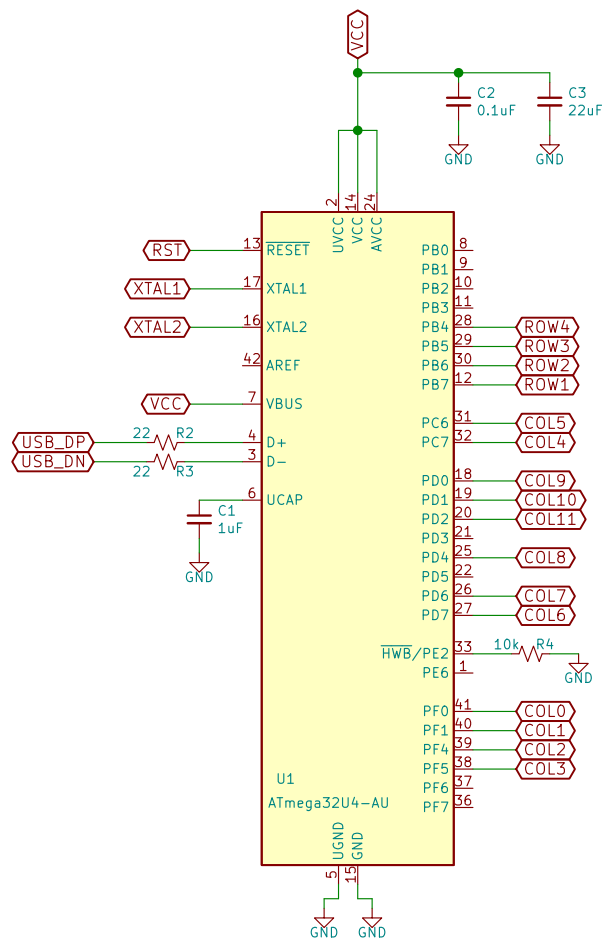 VCC
C2
0.1uF
GND
C3
22uF
GND
2
14
24
UVCC
VCC
AVCC
RST 13 RESET
XTAL1 17 XTAL1
XTAL2 16 XTAL2
42 AREF
VCC 7 VBUS
USB_DP 22 R2 4 D+
USB_DN 22 R3 3 D-
6 UCAP
C1
1uF
GND
PB0 8
PB1 9
PB2 10
PB3 11
PB4 28 ROW4
PB5 29 ROW3
PB6 30 ROW2
PB7 12 ROW1
PC6 31 COL5
PC7 32 COL4
PD0 18 COL9
PD1 19 COL10
PD2 20 COL11
PD3 21
PD4 25 COL8
PD5 22
PD6 26 COL7
PD7 27 COL6
HWB/PE2 33 10k R4
GND
PE6 1
PF0 41 COL0
PF1 40 COL1
PF4 39 COL2
PF5 38 COL3
PF6 37
PF7 36
U1
ATmega32U4-AU
UGND
GND
5
15
GND
GND